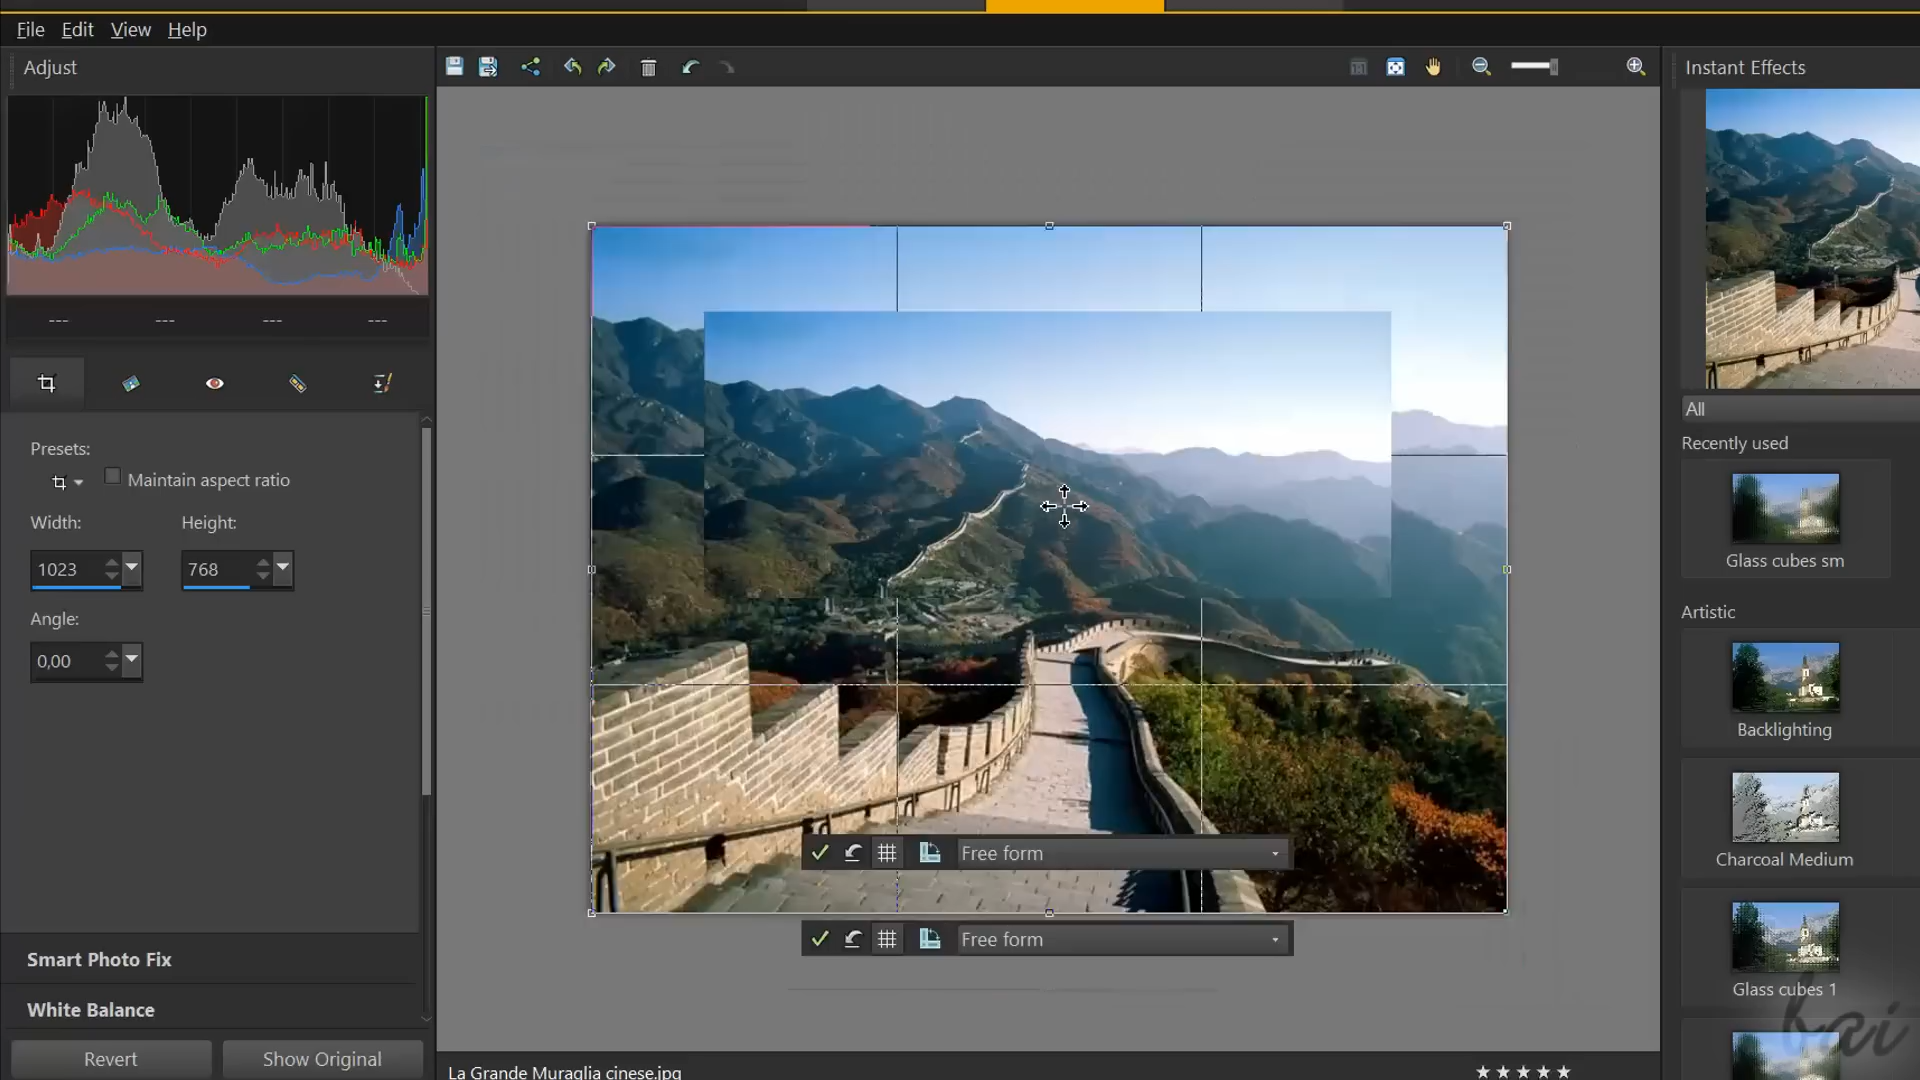 File Edit View Help
Adjust
Instant Effects
--- --- --- ---
Presets:
Maintain aspect ratio
Width: Height:
1023 768
Angle:
0,00
All
Recently used
Glass cubes sm
Artistic
Backlighting
Charcoal Medium
Glass cubes 1
Free form
Free form
Smart Photo Fix
White Balance
Revert Show Original
La Grande Muraglia cinese.jpg
bai